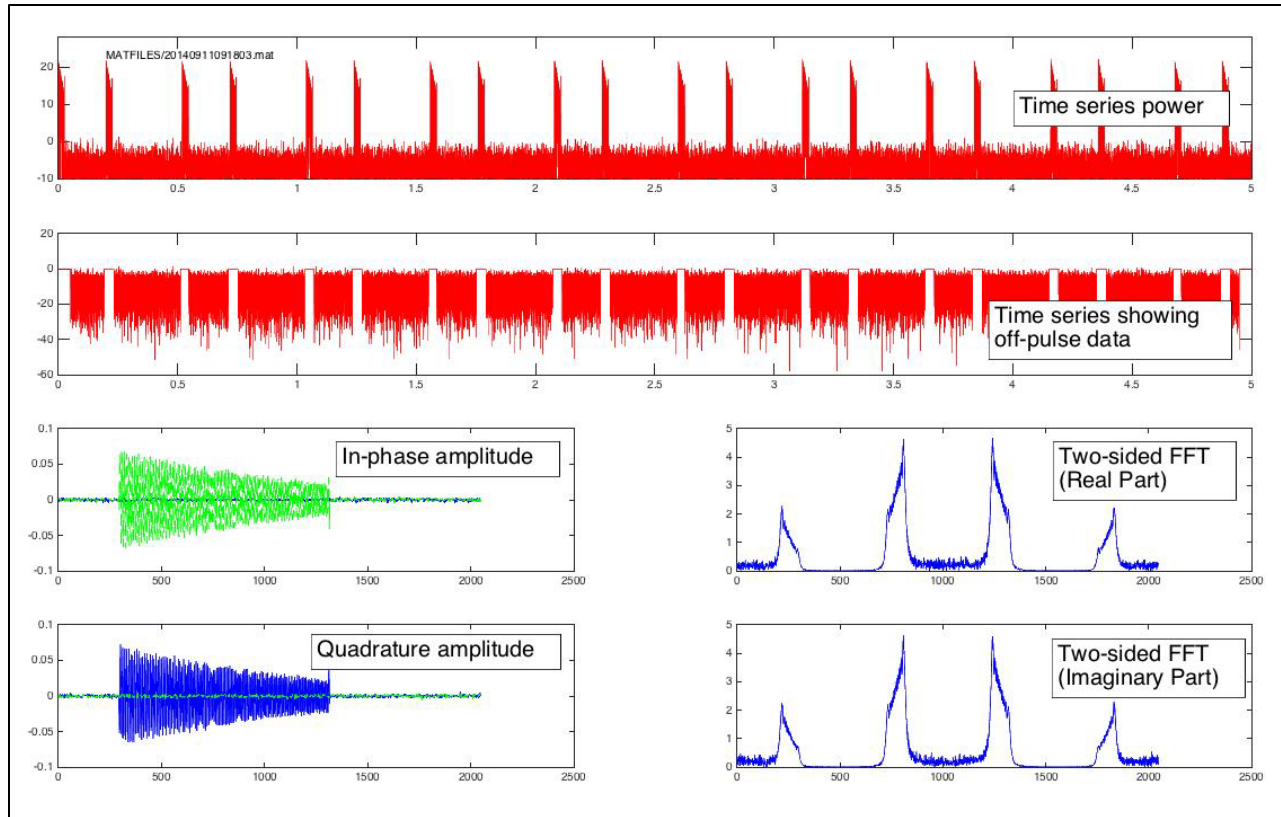 MATFILES/20140911091803.mat
20
10
0
-10
Time series power
0 0.5 1 1.5 2 2.5 3 3.5 4 4.5 5
20
0
-20
-40
-60
Time series showing
off-pulse data
0 0.5 1 1.5 2 2.5 3 3.5 4 4.5 5
0.1
0.05
0
-0.05
-0.1
In-phase amplitude
0 500 1000 1500 2000 2500
5
4
3
2
1
0
Two-sided FFT
(Real Part)
0 500 1000 1500 2000 2500
0.1
0.05
0
-0.05
-0.1
Quadrature amplitude
0 500 1000 1500 2000 2500
5
4
3
2
1
0
Two-sided FFT
(Imaginary Part)
0 500 1000 1500 2000 2500